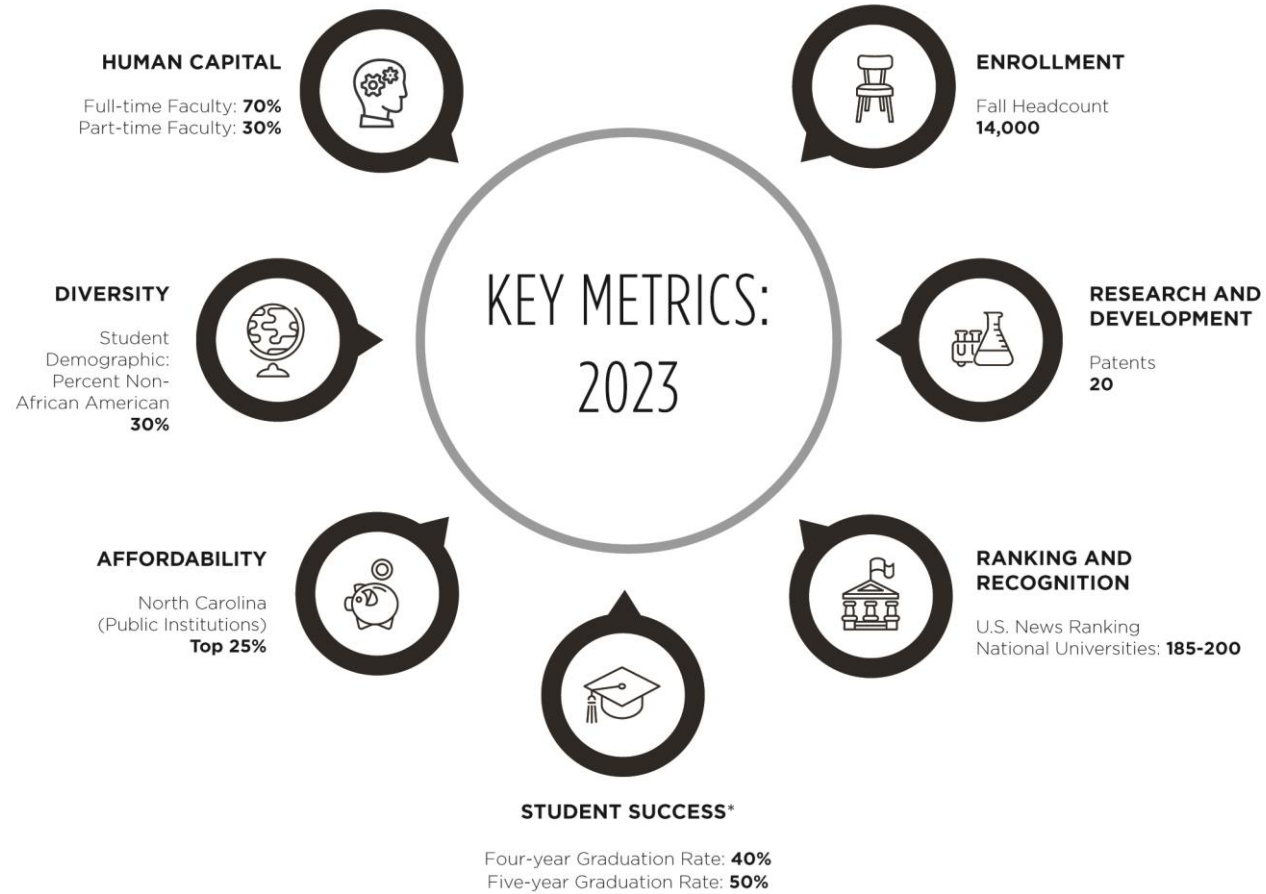 HUMAN CAPITAL
Full-time Faculty: 70%
Part-time Faculty: 30%
ENROLLMENT
Fall Headcount
14,000
KEY METRICS:
2023
DIVERSITY
Student
Demographic:
Percent Non-
African American
30%
RESEARCH AND
DEVELOPMENT
Patents
20
AFFORDABILITY
North Carolina
(Public Institutions)
Top 25%
RANKING AND
RECOGNITION
U.S. News Ranking
National Universities: 185-200
STUDENT SUCCESS*
Four-year Graduation Rate: 40%
Five-year Graduation Rate: 50%